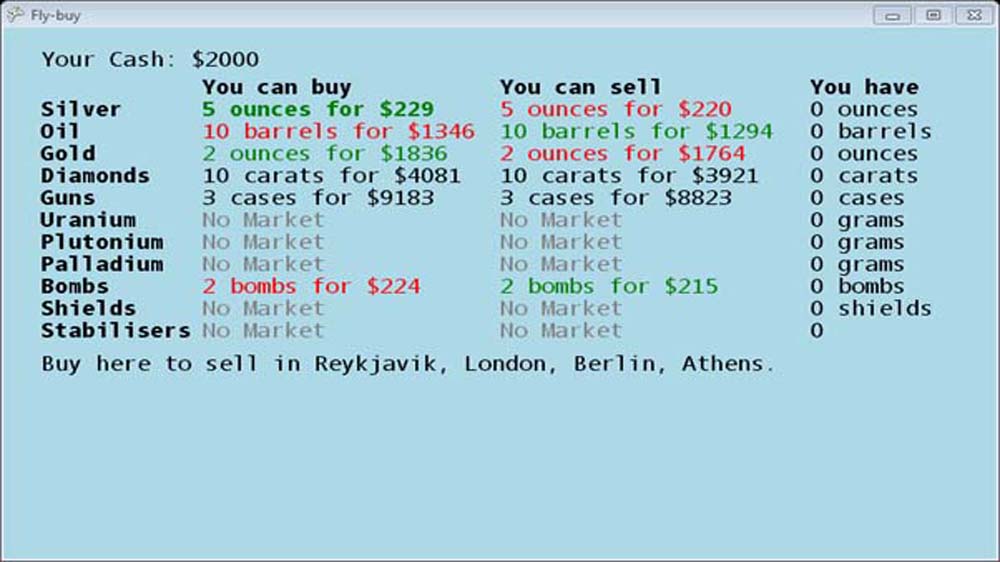 Fly-buy
Your Cash: $2000
You can buy You can sell You have
Silver 5 ounces for $229 5 ounces for $220 0 ounces
Oil 10 barrels for $1346 10 barrels for $1294 0 barrels
Gold 2 ounces for $1836 2 ounces for $1764 0 ounces
Diamonds 10 carats for $4081 10 carats for $3921 0 carats
Guns 3 cases for $9183 3 cases for $8823 0 cases
Uranium No Market No Market 0 grams
Plutonium No Market No Market 0 grams
Palladium No Market No Market 0 grams
Bombs 2 bombs for $224 2 bombs for $215 0 bombs
Shields No Market No Market 0 shields
Stabilisers No Market No Market 0
Buy here to sell in Reykjavik, London, Berlin, Athens.